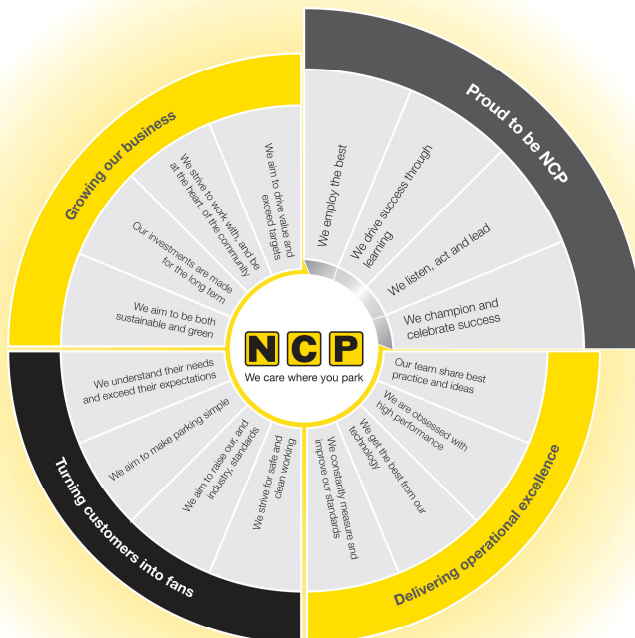 Proud to be NCP
We employ the best
We drive success through
learning
We listen, act and lead
We champion and
celebrate success
Delivering operational excellence
Our team share best
practice and ideas
We are obsessed with
high performance
We get the best from our
technology
We constantly measure and
improve our standards
Turning customers into fans
We strive for safe and
clean working
We aim to raise our, and
industry, standards
We aim to make parking simple
We understand their needs
and exceed their expectations
Growing our business
We aim to be both
sustainable and green
Our investments are made
for the long term
We strive to work with, and be
at the heart of the community
We aim to drive value and
exceed targets
NCP
We care where you park